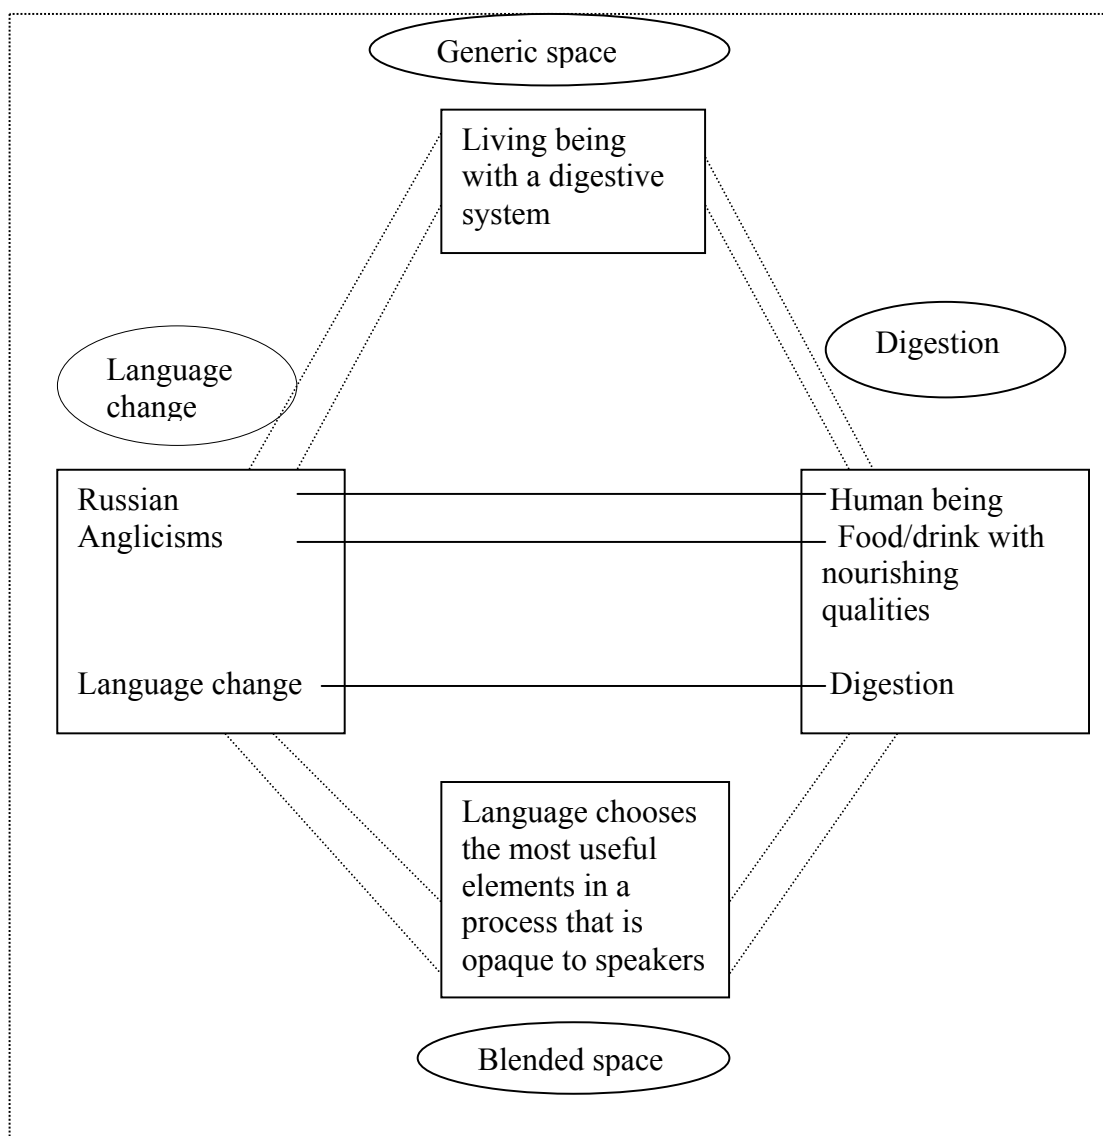 Generic space
Living being
with a digestive
system
Language
change
Digestion
Russian
Anglicisms
Language change
Human being
Food/drink with
nourishing
qualities
Digestion
Language chooses
the most useful
elements in a
process that is
opaque to speakers
Blended space